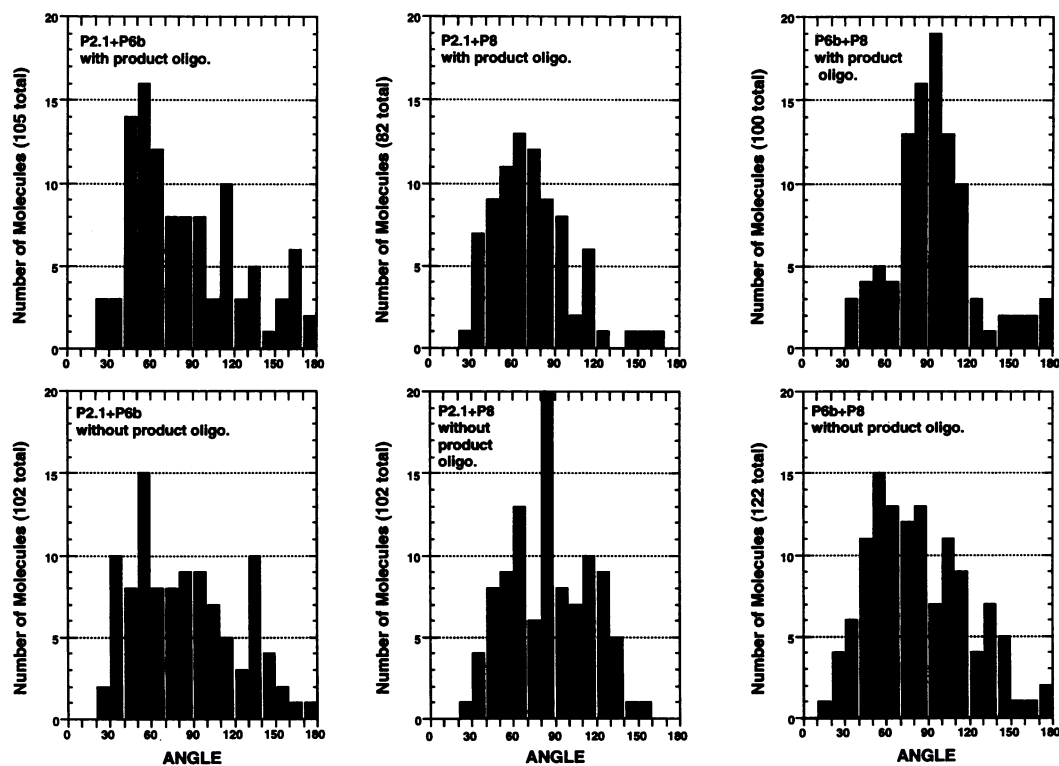 P2.1+P6b
with product oligo.
Number of Molecules (105 total)
20
15
10
5
0
0 30 60 90 120 150 180
P2.1+P8
with product oligo.
Number of Molecules (82 total)
20
15
10
5
0
0 30 60 90 120 150 180
P6b+P8
with product
oligo.
Number of Molecules (100 total)
20
15
10
5
0
0 30 60 90 120 150 180
P2.1+P6b
without product oligo.
Number of Molecules (102 total)
20
15
10
5
0
0 30 60 90 120 150 180
ANGLE
P2.1+P8
without
product
oligo.
Number of Molecules (102 total)
20
15
10
5
0
0 30 60 90 120 150 180
ANGLE
P6b+P8
without product oligo.
Number of Molecules (122 total)
20
15
10
5
0
0 30 60 90 120 150 180
ANGLE